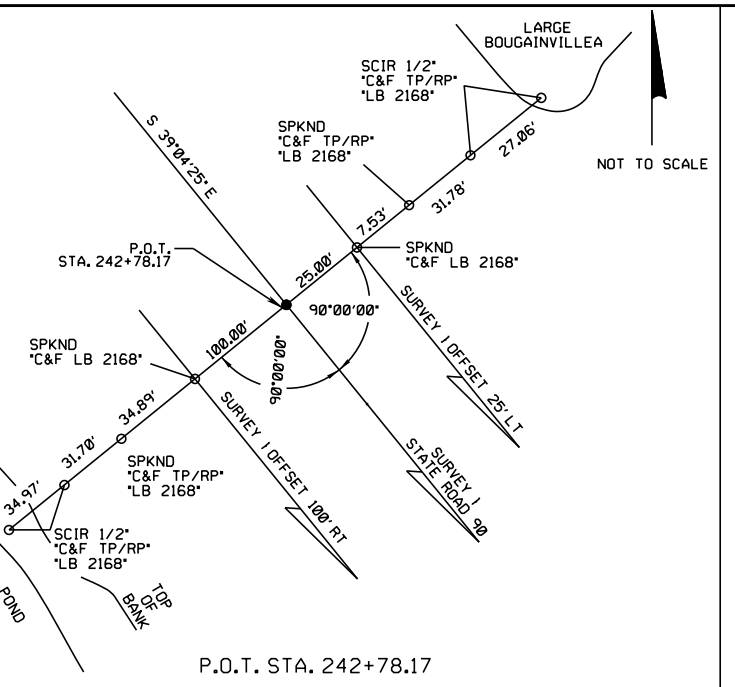 LARGE
BOUGAINVILLEA
SCIR 1/2"
"C&F TP/RP"
"LB 2168"
27.06'
NOT TO SCALE
S 39°04'25" E
SPKND
"C&F TP/RP"
"LB 2168"
31.78'
7.53'
P.O.T.
STA. 242+78.17
25.00'
SPKND
"C&F LB 2168"
90°00'00"
SURVEY 1 OFFSET 25' LT
SPKND
"C&F LB 2168"
100.00'
90°00'00"
SURVEY 1
STATE ROAD 90
SURVEY 1 OFFSET 100' RT
34.89'
31.70'
SPKND
"C&F TP/RP"
"LB 2168"
34.97'
SCIR 1/2"
"C&F TP/RP"
"LB 2168"
POND
TOP
OF
BANK
P.O.T. STA. 242+78.17